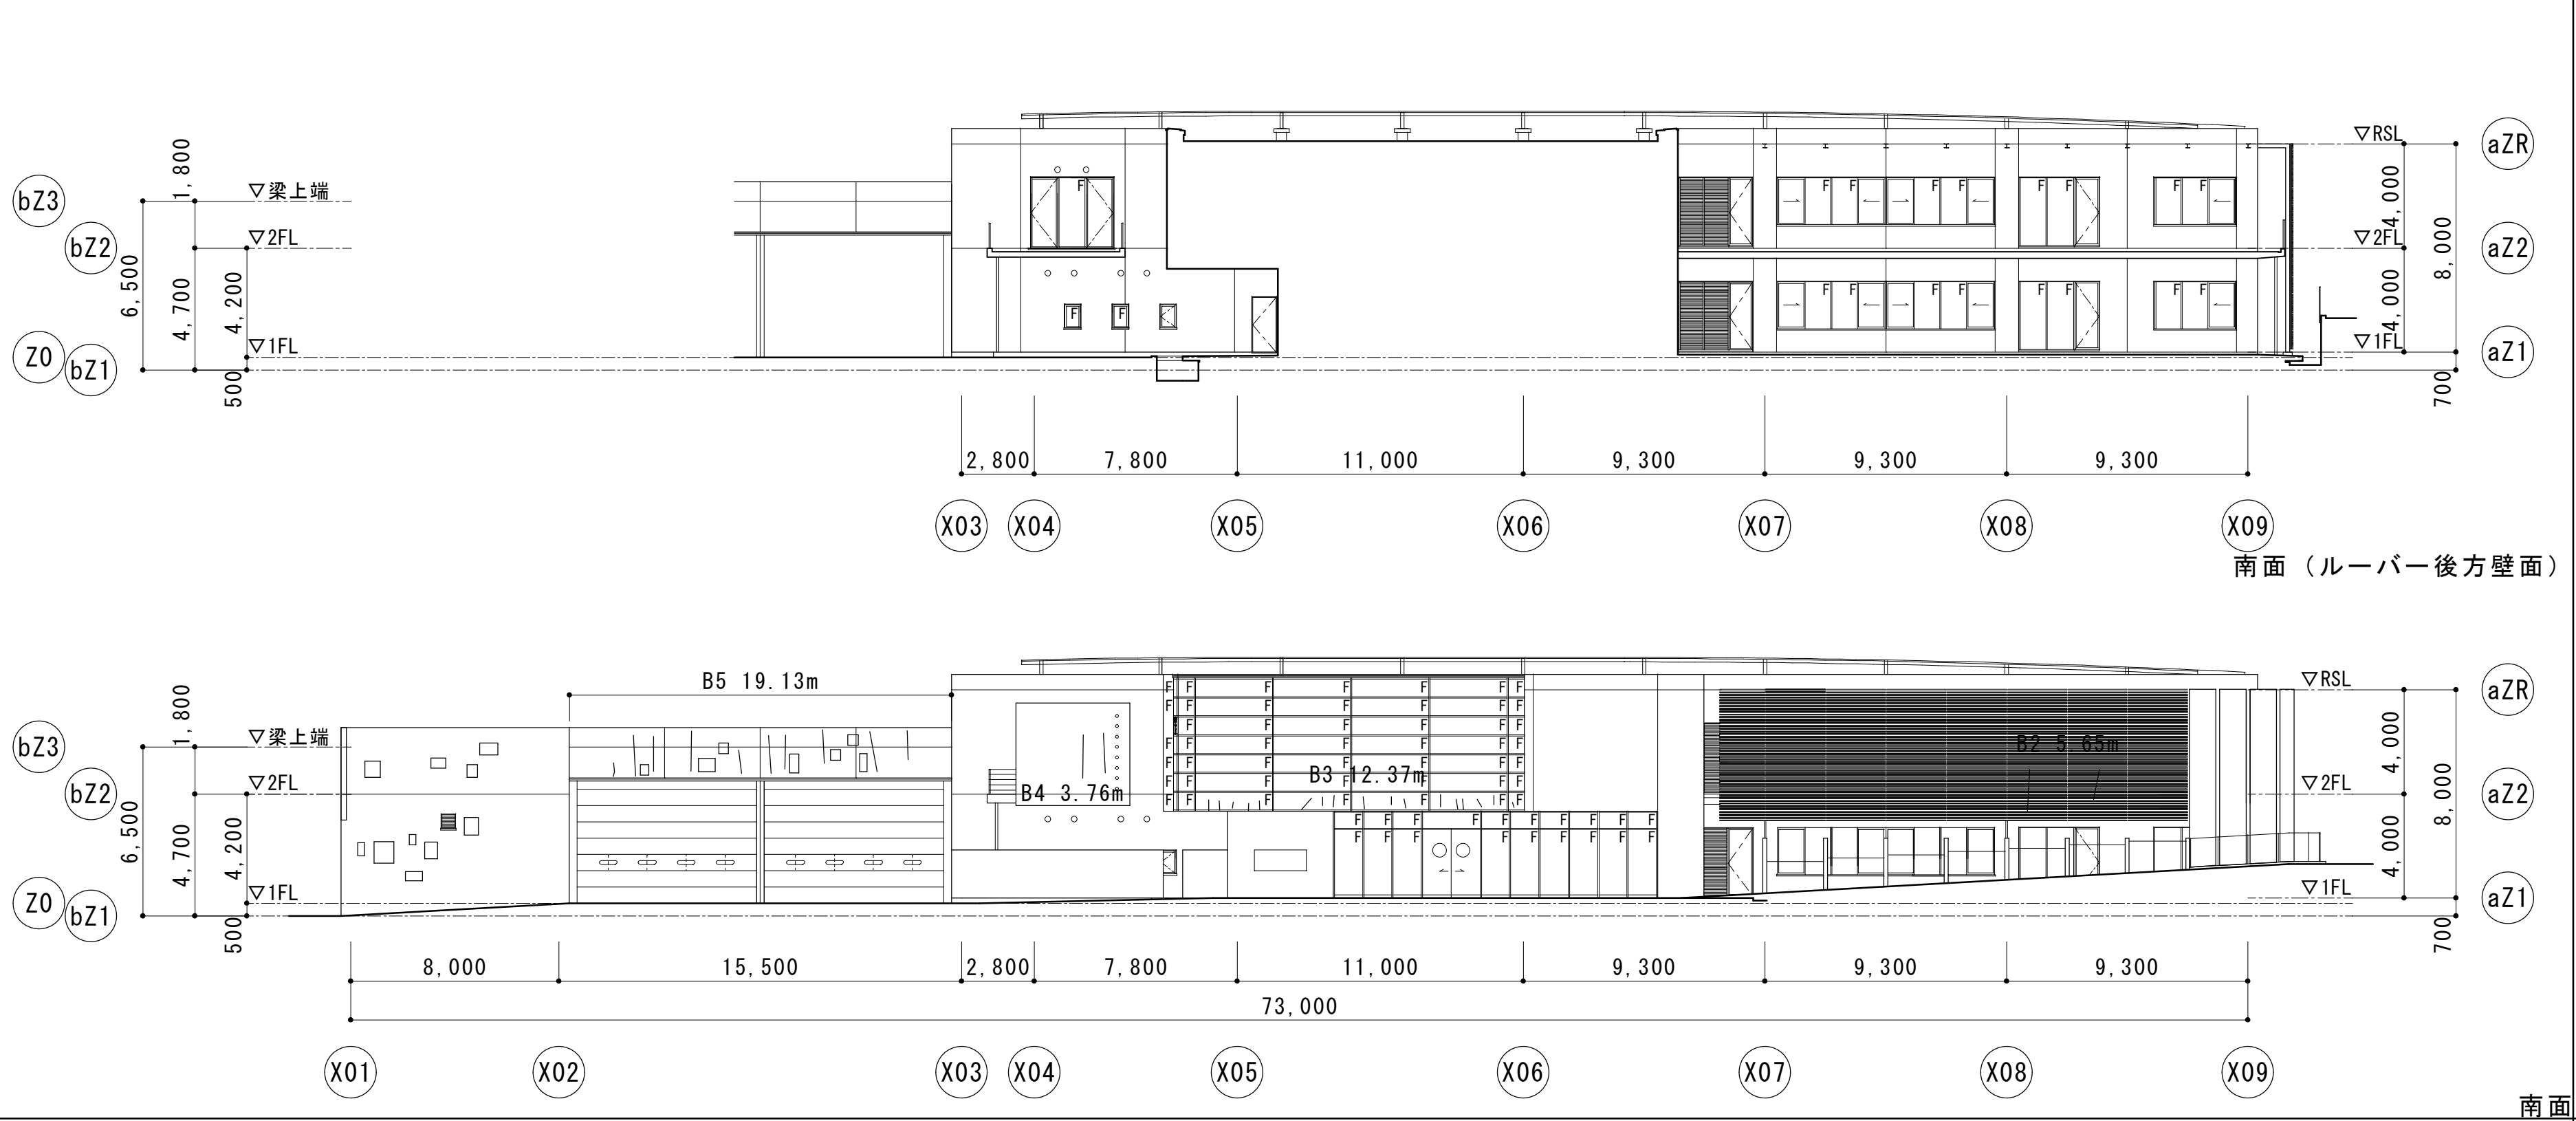 ▽RSL
aZR
1,800
bZ3
▽梁上端
4,000
▽2FL
bZ2
▽2FL
aZ2
6,500
4,700
4,200
8,000
4,000
F
F F F F F F F F
F F
F F F F F F F F
▽1FL
▽1FL
Z0
bZ1
aZ1
500
700
2,800
7,800
11,000
9,300
9,300
9,300
X03
X04
X05
X06
X07
X08
X09
南面（ルーバー後方壁面）
B5 19.13m
▽RSL
aZR
1,800
F F F F F F F
F F F F F F F
F F F F F F
F F F F F F F
F F F F F F F
F F F F F F F
F F F F F F F
bZ3
▽梁上端
B2 5.65m
4,000
B3 12.37m
▽2FL
bZ2
B4 3.76m
▽2FL
aZ2
6,500
4,700
4,200
8,000
4,000
F F F F F F F F F F
F F F F F F F F F F
▽1FL
▽1FL
Z0
bZ1
aZ1
500
700
8,000
15,500
2,800
7,800
11,000
9,300
9,300
9,300
73,000
X01
X02
X03
X04
X05
X06
X07
X08
X09
南面